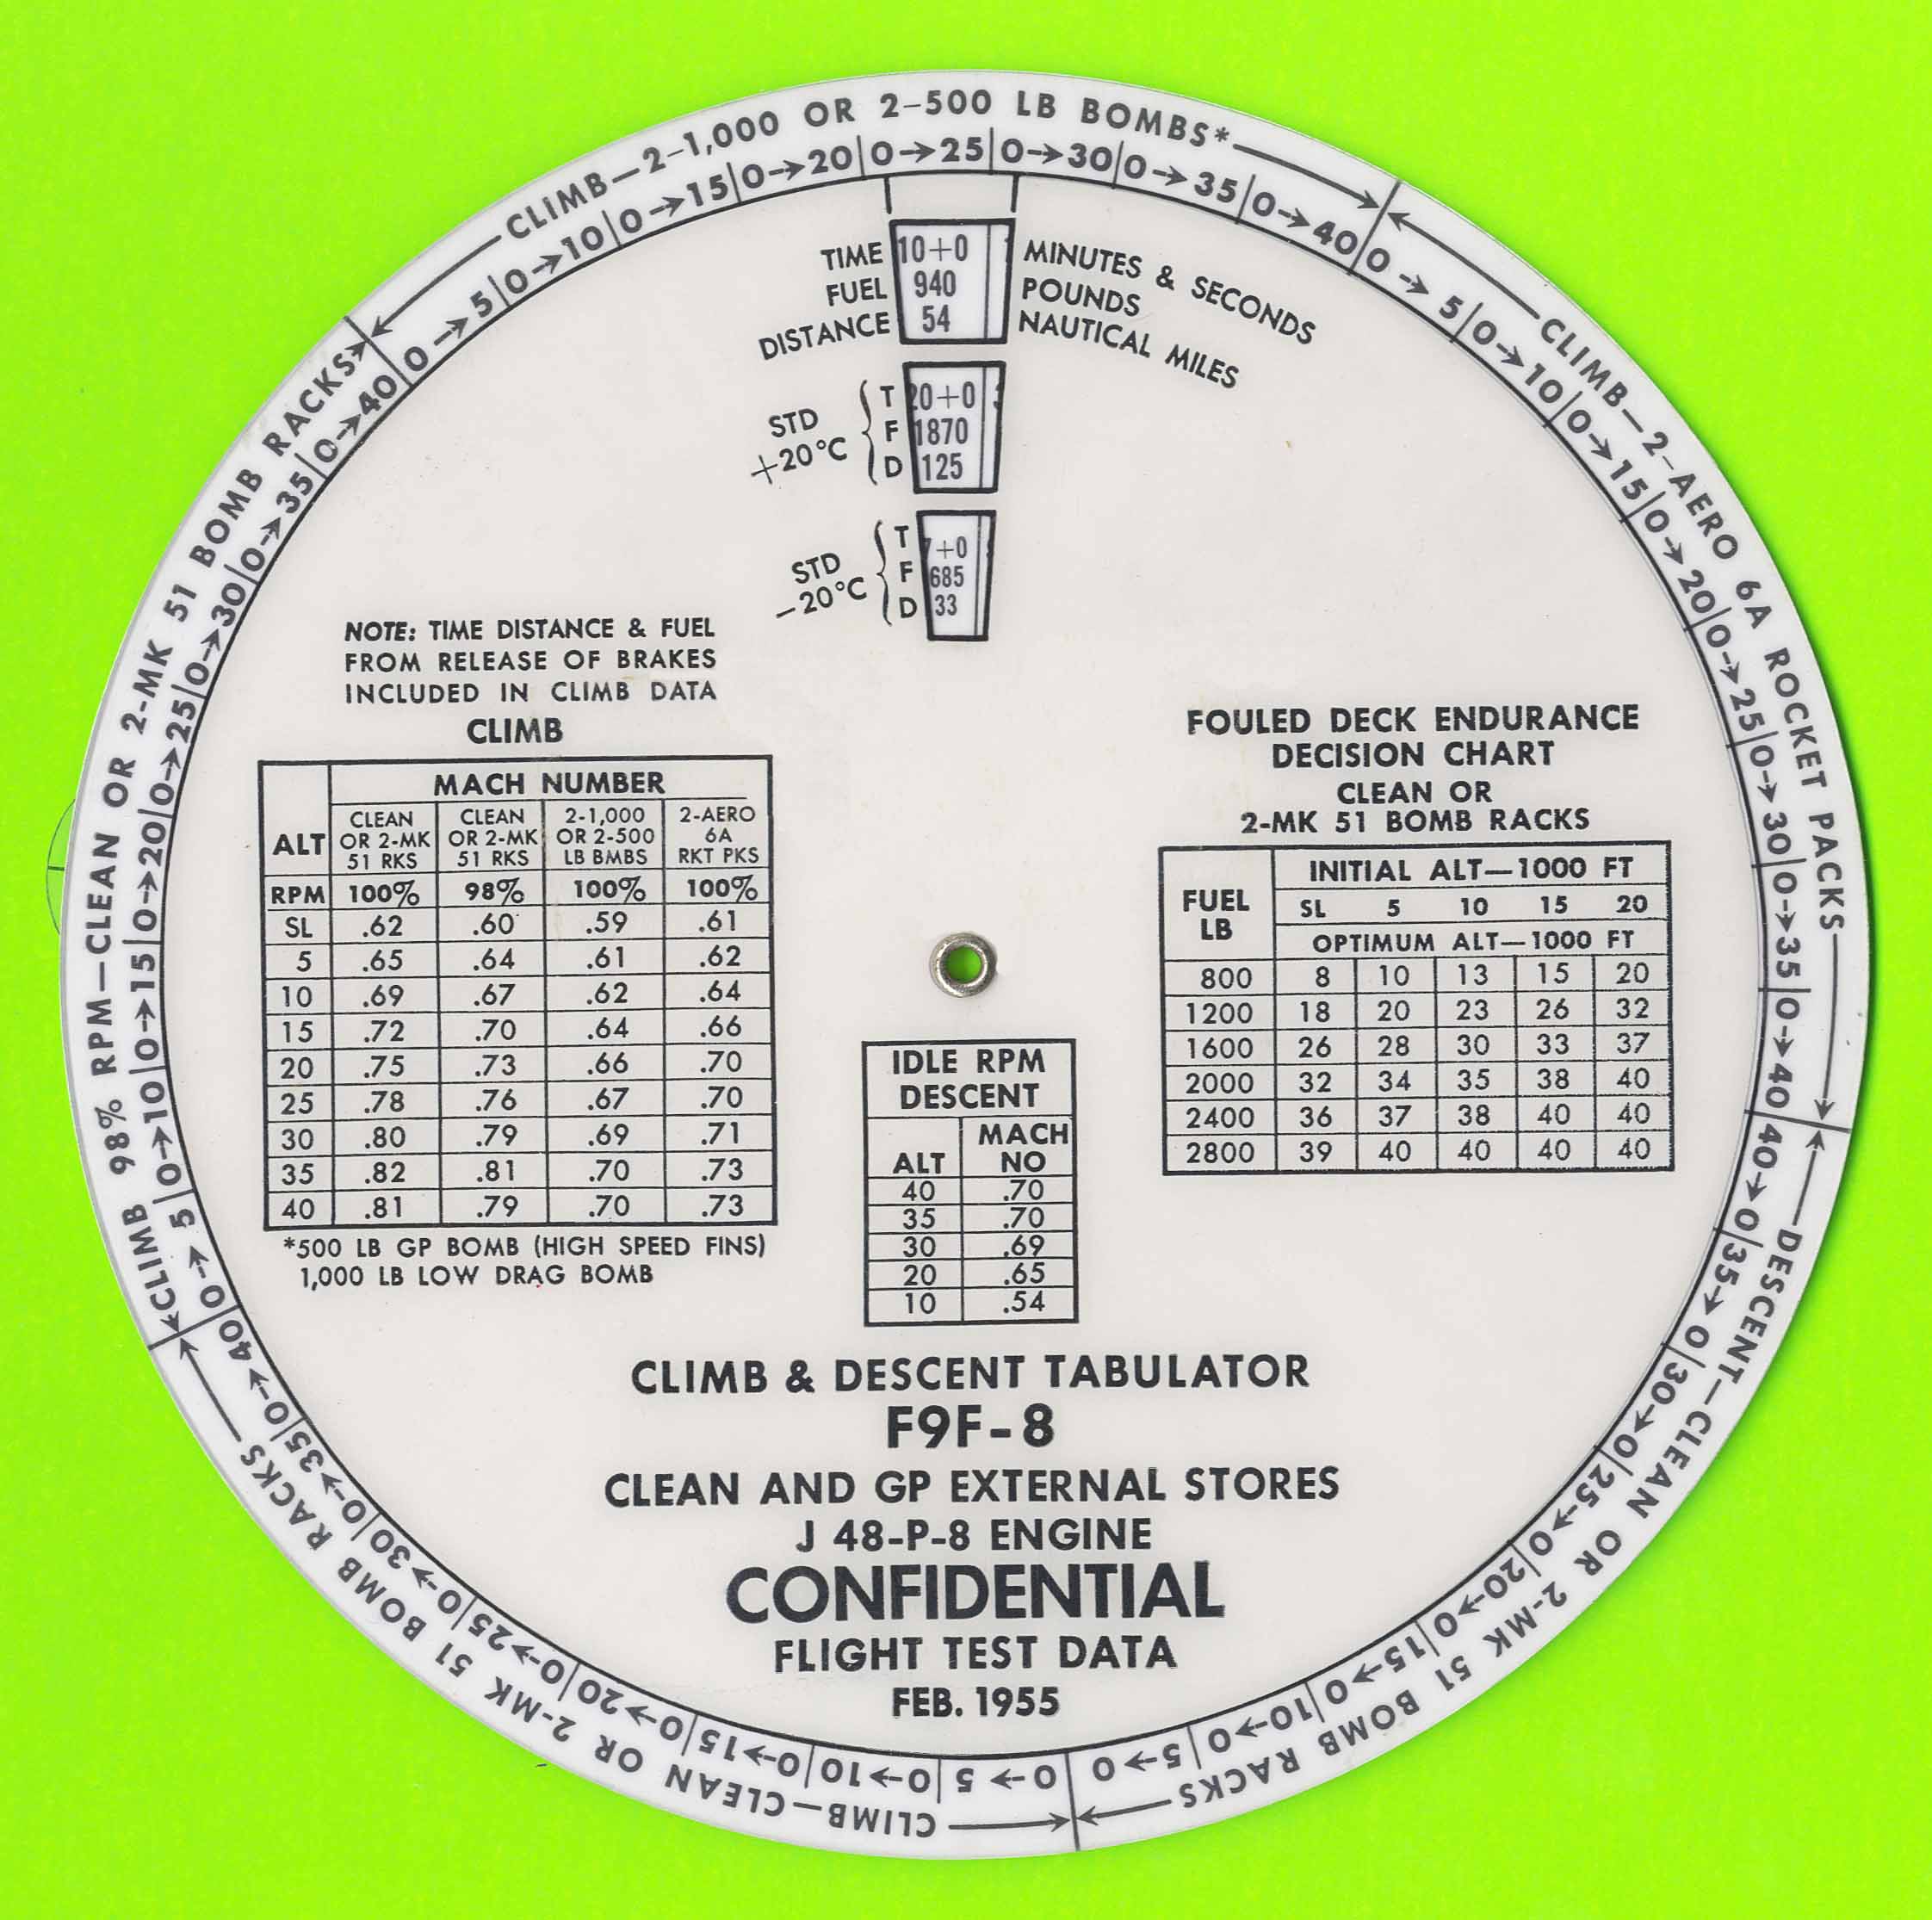 CLIMB—2–1,000 OR 2–500 LB BOMBS*
0→5|0→10|0→15|0→20|0→25|0→30|0→35|0→40
CLIMB—2–AERO 6A ROCKET PACKS
0→5|0→10|0→15|0→20|0→25|0→30|0→35|0→40
DESCENT—CLEAN OR 2-MK 51 BOMB RACKS
40→0|35→0|30→0|25→0|20→0|15→0|10→0|5→0
CLIMB—CLEAN OR 2-MK 51 BOMB RACKS
0→5|0→10|0→15|0→20|0→25|0→30|0→35|0→40
CLIMB 98% RPM—CLEAN OR 2-MK 51 BOMB RACKS
0→5|0→10|0→15|0→20|0→25|0→30|0→35|0→40
TIME 10+0 MINUTES & SECONDS
FUEL 940 POUNDS
DISTANCE 54 NAUTICAL MILES
STD +20°C
T 20+0
F 1870
D 125
STD –20°C
T 7+0
F 685
D 33
NOTE: TIME DISTANCE & FUEL
FROM RELEASE OF BRAKES
INCLUDED IN CLIMB DATA
CLIMB
MACH NUMBER
ALT CLEAN OR 2-MK 51 RKS CLEAN OR 2-MK 51 RKS 2-1,000 OR 2-500 LB BMBS 2-AERO 6A RKT PKS
RPM 100% 98% 100% 100%
SL .62 .60 .59 .61
5 .65 .64 .61 .62
10 .69 .67 .62 .64
15 .72 .70 .64 .66
20 .75 .73 .66 .70
25 .78 .76 .67 .70
30 .80 .79 .69 .71
35 .82 .81 .70 .73
40 .81 .79 .70 .73
*500 LB GP BOMB (HIGH SPEED FINS)
1,000 LB LOW DRAG BOMB
FOULED DECK ENDURANCE
DECISION CHART
CLEAN OR
2-MK 51 BOMB RACKS
FUEL LB
INITIAL ALT—1000 FT
SL 5 10 15 20
OPTIMUM ALT—1000 FT
800 8 10 13 15 20
1200 18 20 23 26 32
1600 26 28 30 33 37
2000 32 34 35 38 40
2400 36 37 38 40 40
2800 39 40 40 40 40
IDLE RPM
DESCENT
ALT MACH NO
40 .70
35 .70
30 .69
20 .65
10 .54
CLIMB & DESCENT TABULATOR
F9F-8
CLEAN AND GP EXTERNAL STORES
J 48-P-8 ENGINE
CONFIDENTIAL
FLIGHT TEST DATA
FEB. 1955